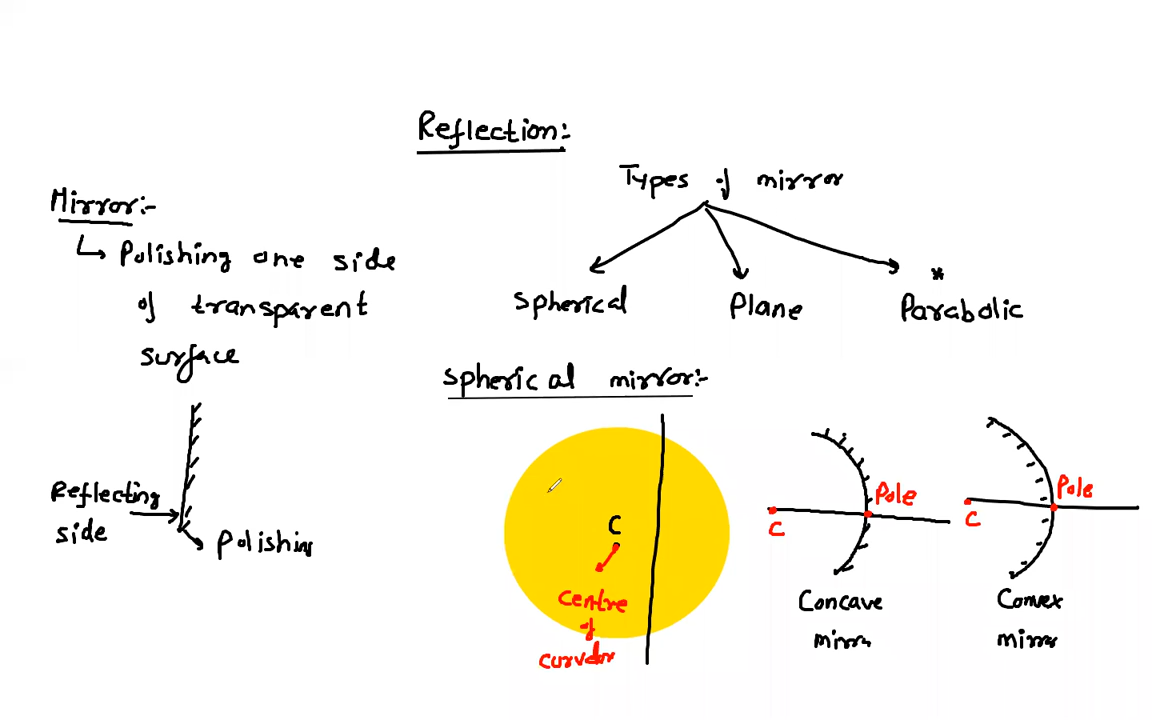 Reflection:-
Types of mirror
Mirror:-
↳ Polishing one side
of transparent
surface
*
Spherical Plane Parabolic
Spherical mirror:-
Reflecting
side
Polishing
C
Centre
of
Pole
C
Concave
Pole
C
Convex